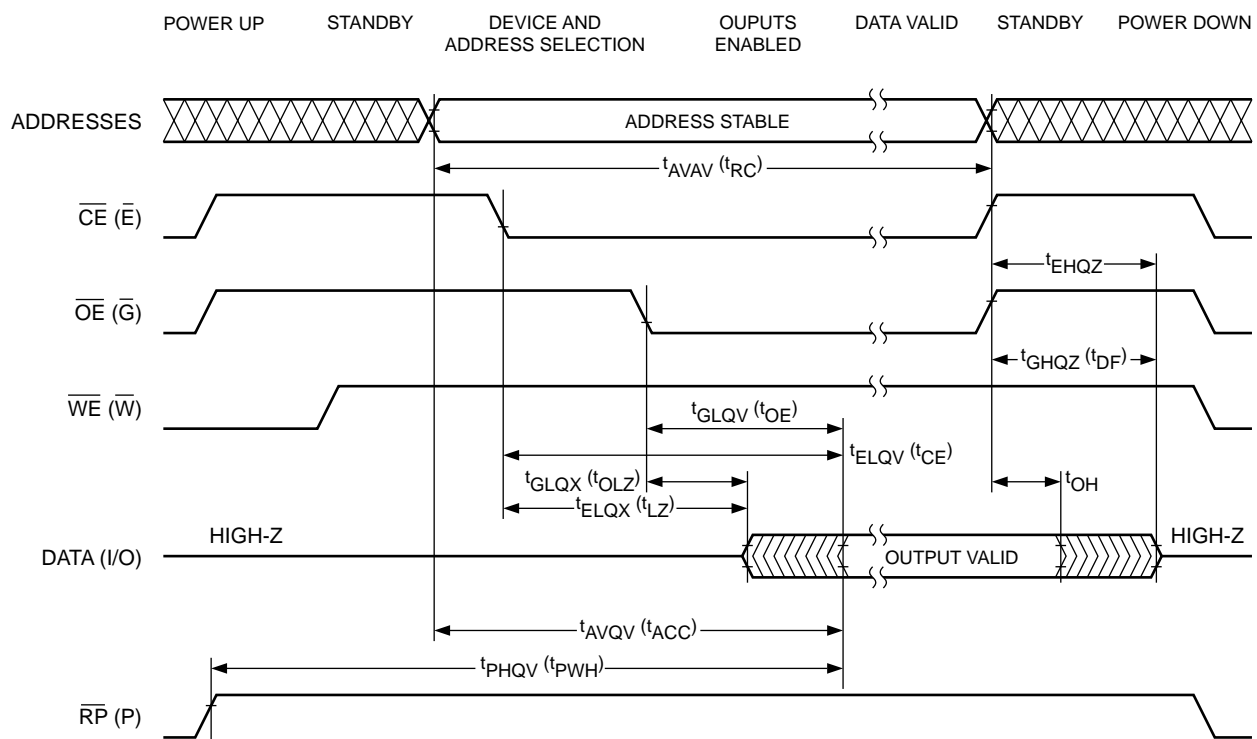 POWER UP
STANDBY
DEVICE AND
ADDRESS SELECTION
OUPUTS
ENABLED
DATA VALID
STANDBY
POWER DOWN
ADDRESSES
ADDRESS STABLE
tAVAV (tRC)
CE (E)
tEHQZ
OE (G)
tGHQZ (tDF)
WE (W)
tGLQV (tOE)
tELQV (tCE)
tGLQX (tOLZ)
tOH
tELQX (tLZ)
HIGH-Z
HIGH-Z
DATA (I/O)
OUTPUT VALID
tAVQV (tACC)
tPHQV (tPWH)
RP (P)